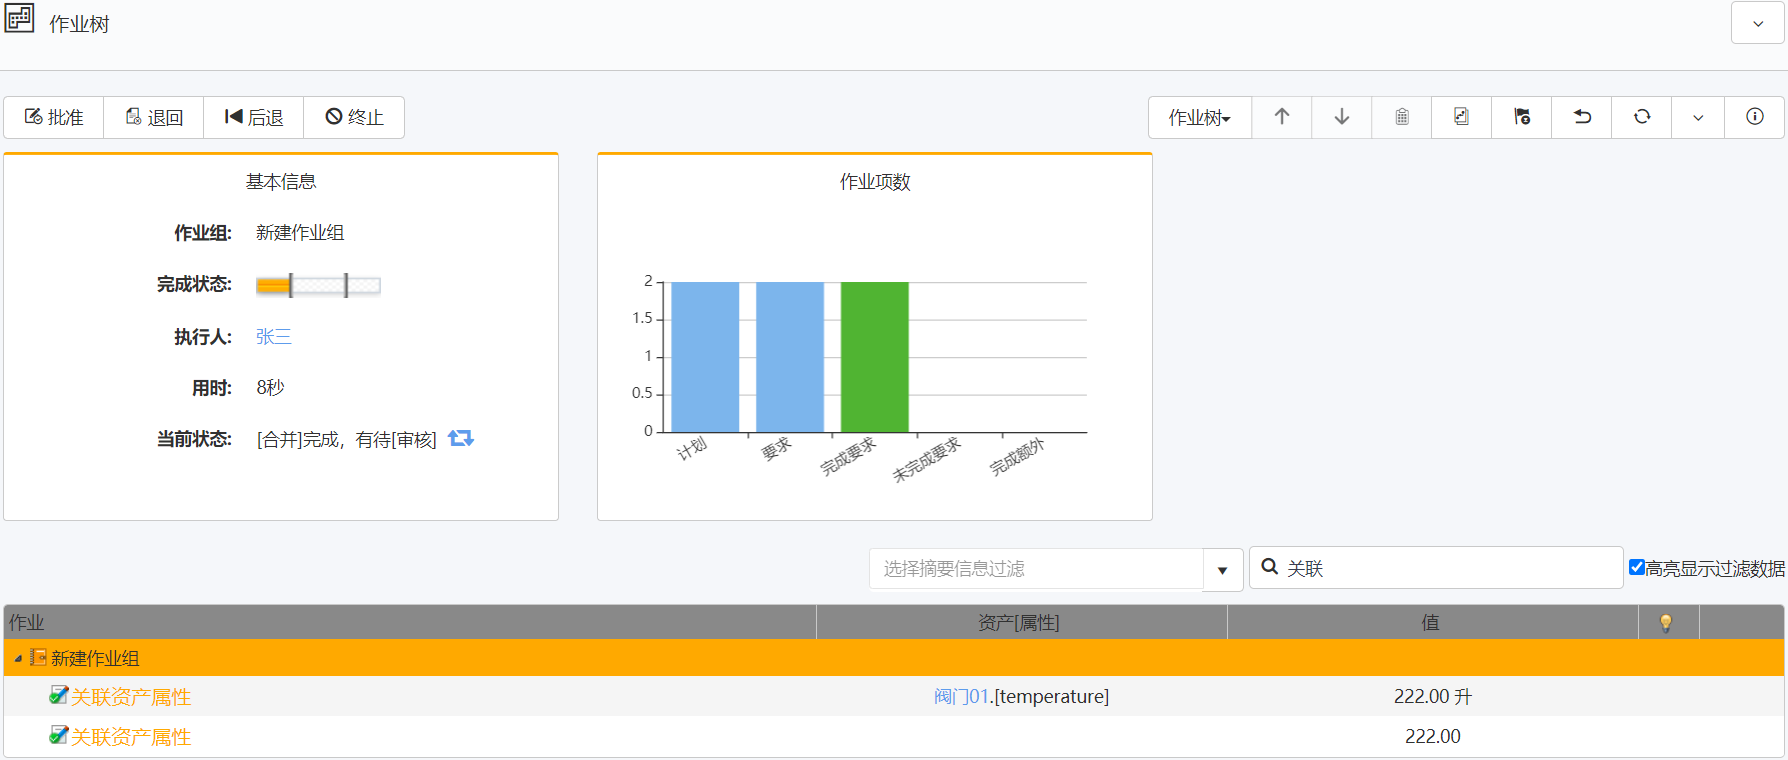 作业树
批准 退回 后退 终止 作业树
基本信息
作业组: 新建作业组
完成状态:
执行人: 张三
用时: 8秒
当前状态: [合并]完成，有待[审核]
作业项数
2
1.5
1
0.5
0
计划 要求 完成要求 未完成要求 完成额外
选择摘要信息过滤 关联 高亮显示过滤数据
作业 资产[属性] 值
新建作业组
关联资产属性 阀门01.[temperature] 222.00 升
关联资产属性 222.00